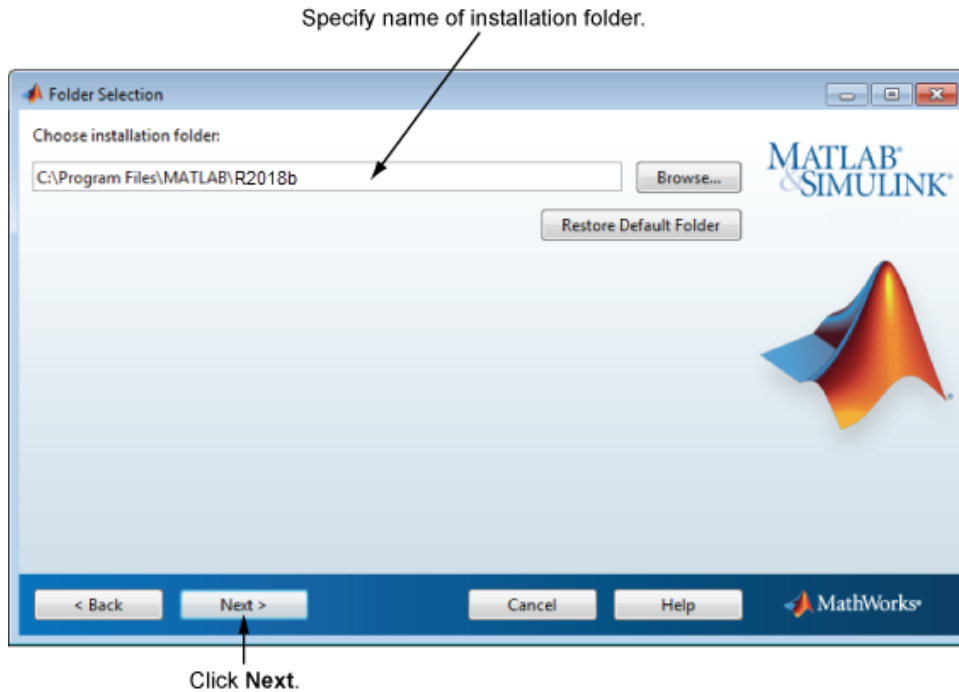 Specify name of installation folder.
Folder Selection
Choose installation folder:
C:\Program Files\MATLAB\R2018b
Browse...
Restore Default Folder
MATLAB®
&SIMULINK®
®
< Back
Next >
Cancel
Help
MathWorks®
Click Next.